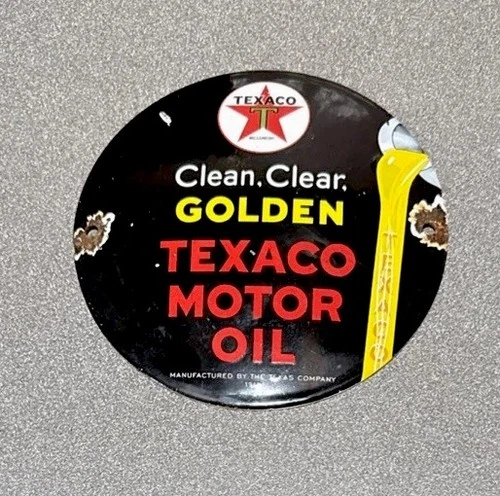 TEXACO
T
Clean, Clear,
GOLDEN
TEXACO
MOTOR
OIL
MANUFACTURED BY THE TEXAS COMPANY